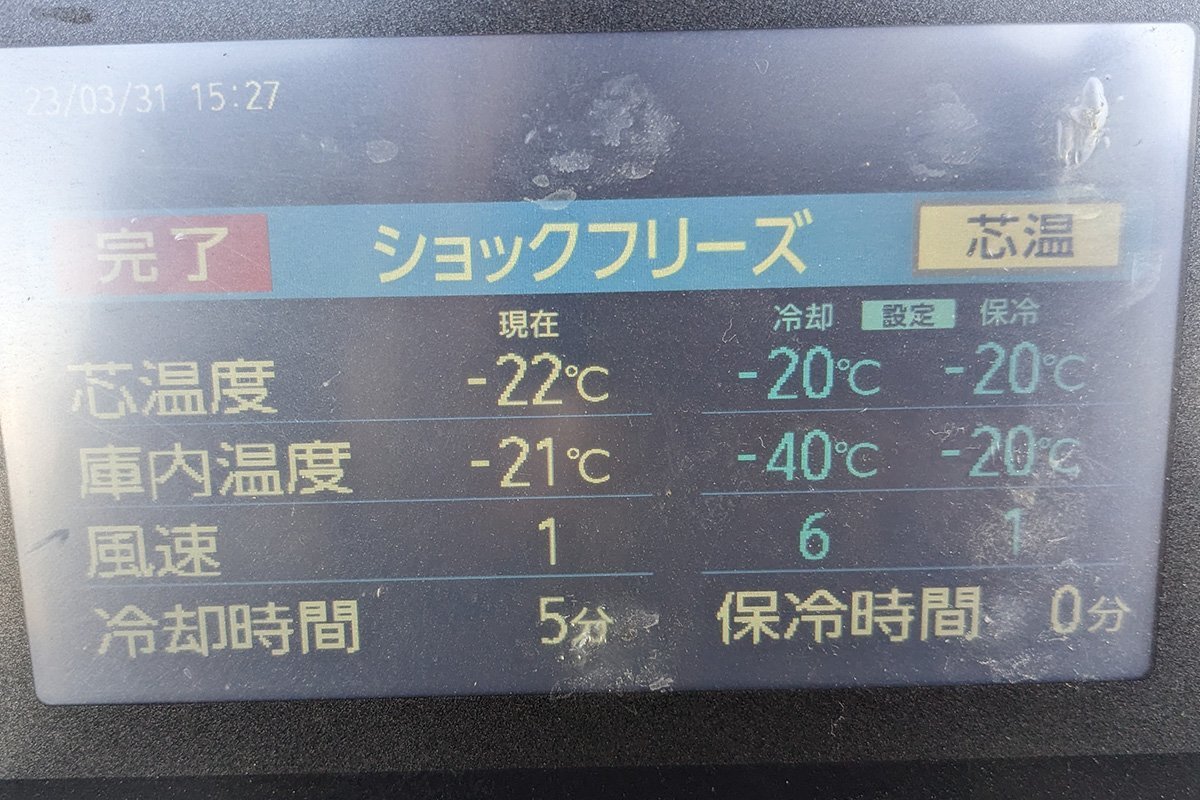 23/03/31 15:27
完了 ショックフリーズ 芯温
現在 冷却 設定 保冷
芯温度 -22℃ -20℃ -20℃
庫内温度 -21℃ -40℃ -20℃
風速 1 6 1
冷却時間 5分 保冷時間 0分